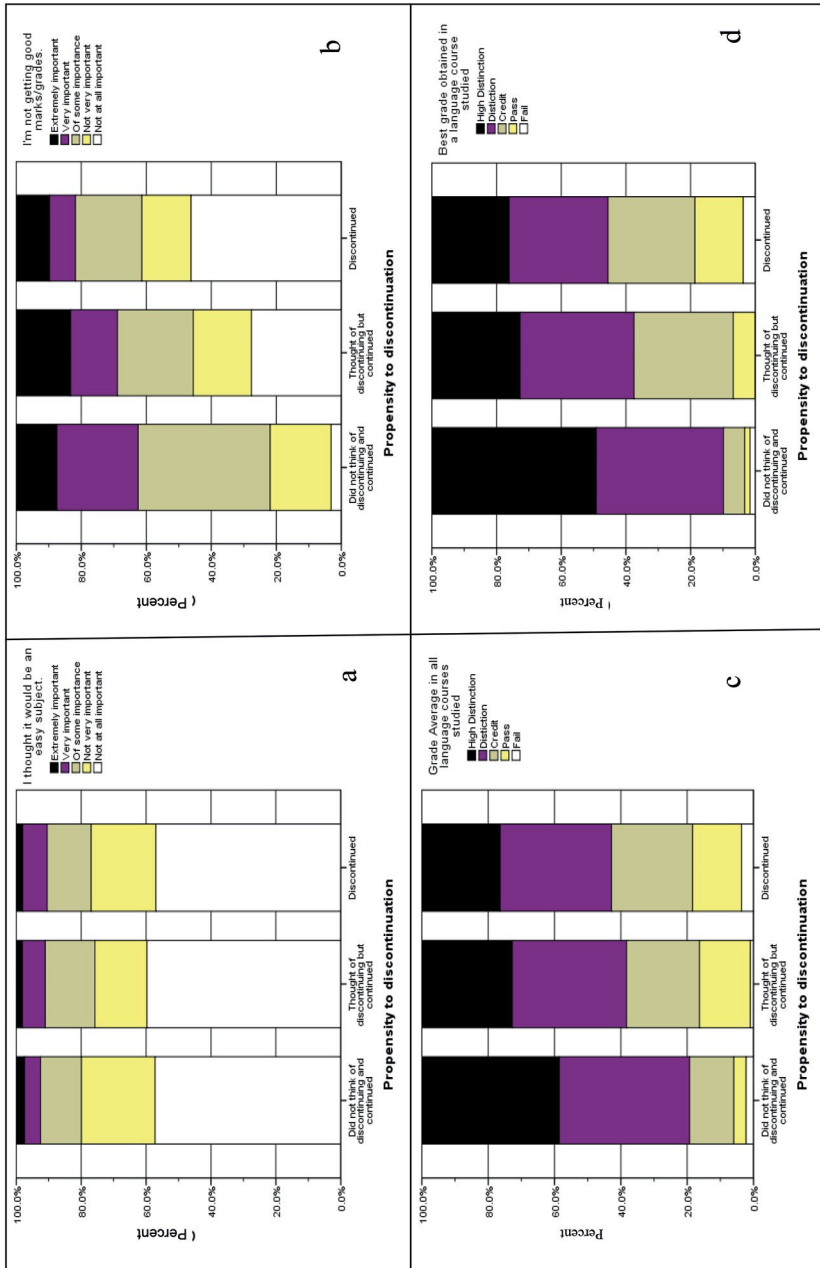 I thought it would be an
easy subject.
Extremely important
Very important
Of some importance
Not very important
Not at all important
a
100.0%
80.0%
60.0%
40.0%
20.0%
0.0%
( Percent
Did not think of
discontinuing and
continued
Thought of
discontinuing but
continued
Discontinued
Propensity to discontinuation
I'm not getting good
marks/grades.
Extremely important
Very important
Of some importance
Not very important
Not at all important
b
100.0%
80.0%
60.0%
40.0%
20.0%
0.0%
( Percent
Did not think of
discontinuing and
continued
Thought of
discontinuing but
continued
Discontinued
Propensity to discontinuation
Grade Average in all
language courses
studied
High Distinction
Distiction
Credit
Pass
Fail
c
100.0%
80.0%
60.0%
40.0%
20.0%
0.0%
Percent
Did not think of
discontinuing and
continued
Thought of
discontinuing but
continued
Discontinued
Propensity to discontinuation
Best grade obtained in
a language course
studied
High Distinction
Distiction
Credit
Pass
Fail
d
100.0%
80.0%
60.0%
40.0%
20.0%
0.0%
( Percent
Did not think of
discontinuing and
continued
Thought of
discontinuing but
continued
Discontinued
Propensity to discontinuation